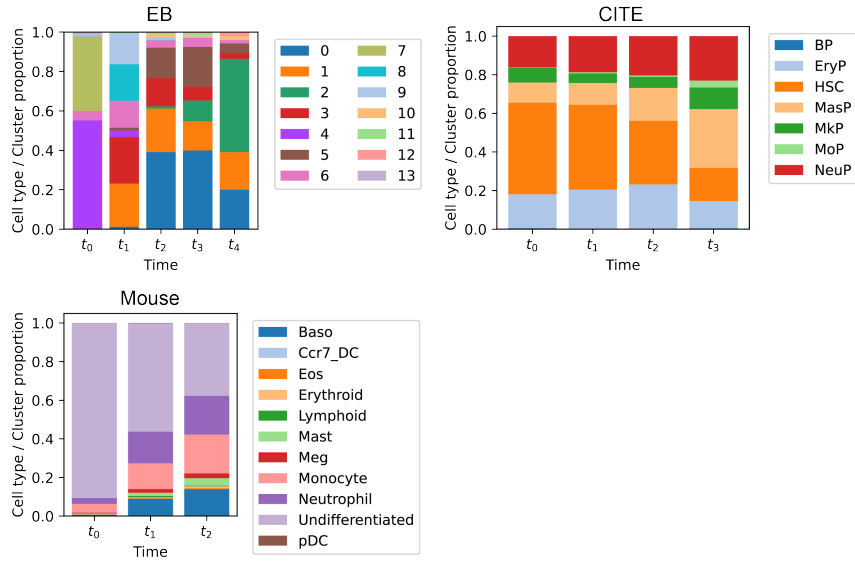 EB
Cell type / Cluster proportion
1.0
0.8
0.6
0.4
0.2
0.0
t0 t1 t2 t3 t4
Time
0 7
1 8
2 9
3 10
4 11
5 12
6 13
CITE
Cell type / Cluster proportion
1.0
0.8
0.6
0.4
0.2
0.0
t0 t1 t2 t3
Time
BP
EryP
HSC
MasP
MkP
MoP
NeuP
Mouse
Cell type / Cluster proportion
1.0
0.8
0.6
0.4
0.2
0.0
t0 t1 t2
Time
Baso
Ccr7_DC
Eos
Erythroid
Lymphoid
Mast
Meg
Monocyte
Neutrophil
Undifferentiated
pDC